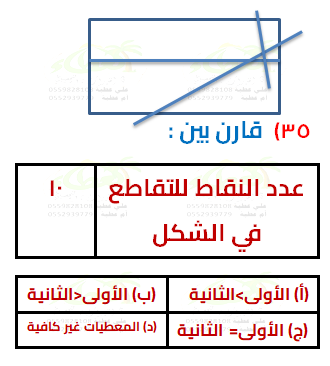 ٣٥) قارن بين :
عدد النقاط للتقاطع
في الشكل
١٠
(أ) الأولى>الثانية
(ب) الأولى<الثانية
(ج) الأولى= الثانية
(د) المعطيات غير كافية